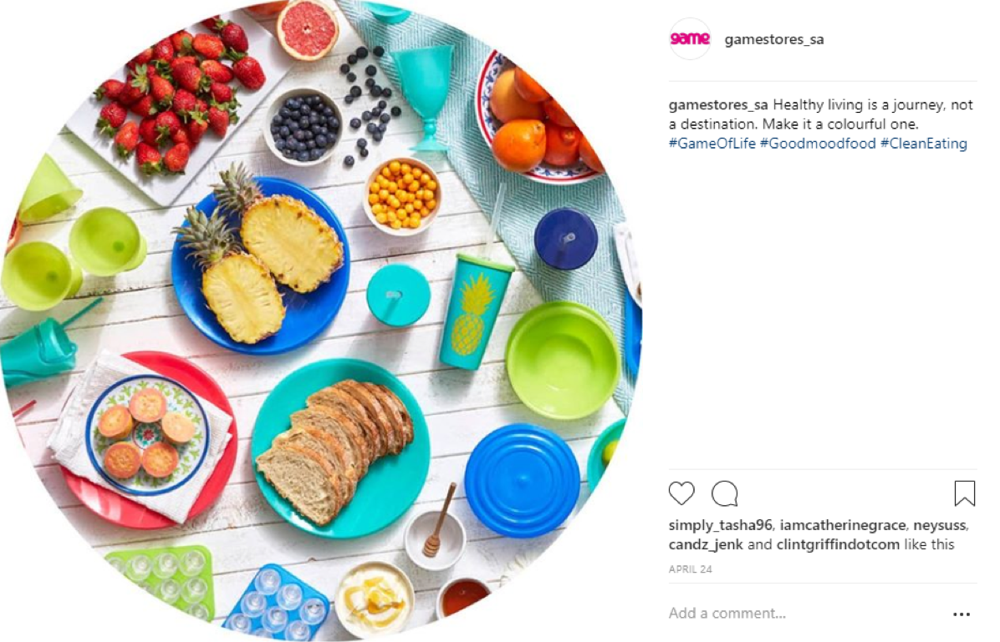 game
gamestores_sa
gamestores_sa Healthy living is a journey, not
a destination. Make it a colourful one.
#GameOfLife #Goodmoodfood #CleanEating
simply_tasha96, iamcatherinegrace, neysuss,
candz_jenk and clintgriffindotcom like this
APRIL 24
Add a comment...